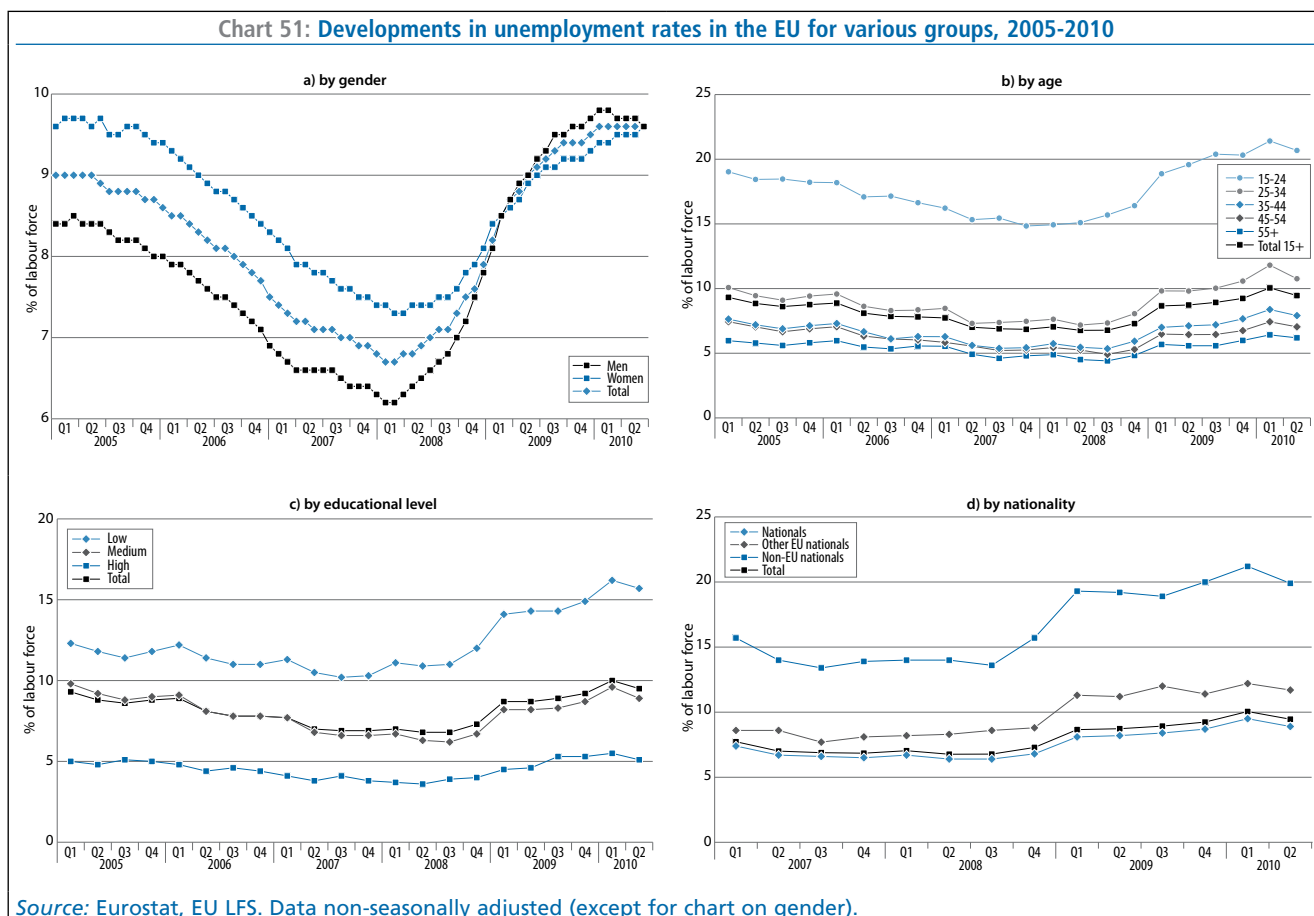 Chart 51: Developments in unemployment rates in the EU for various groups, 2005-2010
a) by gender
% of labour force
10
9
8
7
6
Men
Women
Total
Q1 Q2 Q3 Q4 Q1 Q2 Q3 Q4 Q1 Q2 Q3 Q4 Q1 Q2 Q3 Q4 Q1 Q2 Q3 Q4 Q1 Q2
2005 2006 2007 2008 2009 2010
b) by age
% of labour force
25
20
15
10
5
0
15-24
25-34
35-44
45-54
55+
Total 15+
Q1 Q2 Q3 Q4 Q1 Q2 Q3 Q4 Q1 Q2 Q3 Q4 Q1 Q2 Q3 Q4 Q1 Q2 Q3 Q4 Q1 Q2
2005 2006 2007 2008 2009 2010
c) by educational level
% of labour force
20
15
10
5
0
Low
Medium
High
Total
Q1 Q2 Q3 Q4 Q1 Q2 Q3 Q4 Q1 Q2 Q3 Q4 Q1 Q2 Q3 Q4 Q1 Q2 Q3 Q4 Q1 Q2
2005 2006 2007 2008 2009 2010
d) by nationality
% of labour force
25
20
15
10
5
0
Nationals
Other EU nationals
Non-EU nationals
Total
Q1 Q2 Q3 Q4 Q1 Q2 Q3 Q4 Q1 Q2 Q3 Q4 Q1 Q2
2007 2008 2009 2010
Source: Eurostat, EU LFS. Data non-seasonally adjusted (except for chart on gender).